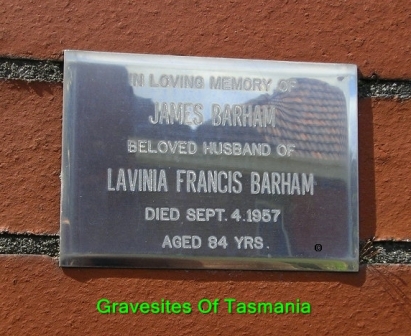 IN LOVING MEMORY OF
JAMES BARHAM
BELOVED HUSBAND OF
LAVINIA FRANCIS BARHAM
DIED SEPT. 4. 1957
AGED 84 YRS.
©
Gravesites Of Tasmania